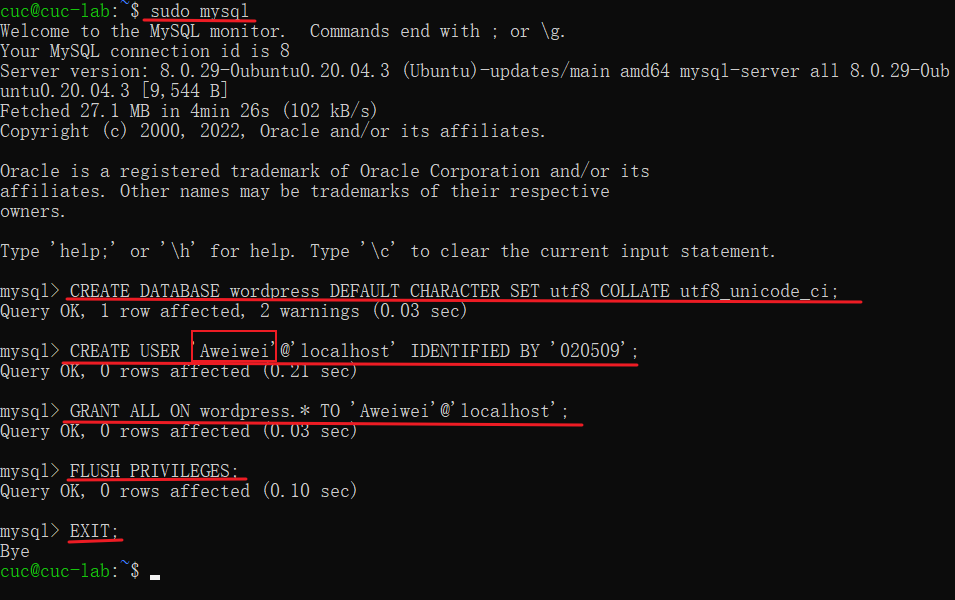 cuc@cuc-lab:~$ sudo mysql
Welcome to the MySQL monitor.  Commands end with ; or \g.
Your MySQL connection id is 8
Server version: 8.0.29-0ubuntu0.20.04.3 (Ubuntu)-updates/main amd64 mysql-server all 8.0.29-0ub
untu0.20.04.3 [9,544 B]
Fetched 27.1 MB in 4min 26s (102 kB/s)
Copyright (c) 2000, 2022, Oracle and/or its affiliates.

Oracle is a registered trademark of Oracle Corporation and/or its
affiliates. Other names may be trademarks of their respective
owners.

Type 'help;' or '\h' for help. Type '\c' to clear the current input statement.

mysql> CREATE DATABASE wordpress DEFAULT CHARACTER SET utf8 COLLATE utf8_unicode_ci;
Query OK, 1 row affected, 2 warnings (0.03 sec)

mysql> CREATE USER 'Aweiwei'@'localhost' IDENTIFIED BY '020509';
Query OK, 0 rows affected (0.21 sec)

mysql> GRANT ALL ON wordpress.* TO 'Aweiwei'@'localhost';
Query OK, 0 rows affected (0.03 sec)

mysql> FLUSH PRIVILEGES;
Query OK, 0 rows affected (0.10 sec)

mysql> EXIT;
Bye
cuc@cuc-lab:~$